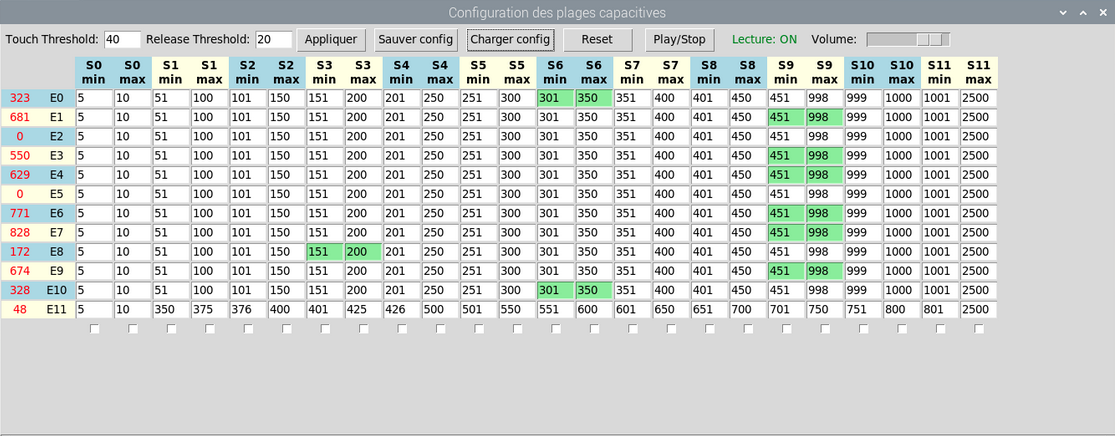 Configuration des plages capacitives
Touch Threshold: 40 Release Threshold: 20 Appliquer Sauver config Charger config Reset Play/Stop Lecture: ON Volume:
S0 S0 S1 S1 S2 S2 S3 S3 S4 S4 S5 S5 S6 S6 S7 S7 S8 S8 S9 S9 S10 S10 S11 S11
min max min max min max min max min max min max min max min max min max min max min max min max
323 E0 5 10 51 100 101 150 151 200 201 250 251 300 301 350 351 400 401 450 451 998 999 1000 1001 2500
681 E1 5 10 51 100 101 150 151 200 201 250 251 300 301 350 351 400 401 450 451 998 999 1000 1001 2500
0 E2 5 10 51 100 101 150 151 200 201 250 251 300 301 350 351 400 401 450 451 998 999 1000 1001 2500
550 E3 5 10 51 100 101 150 151 200 201 250 251 300 301 350 351 400 401 450 451 998 999 1000 1001 2500
629 E4 5 10 51 100 101 150 151 200 201 250 251 300 301 350 351 400 401 450 451 998 999 1000 1001 2500
0 E5 5 10 51 100 101 150 151 200 201 250 251 300 301 350 351 400 401 450 451 998 999 1000 1001 2500
771 E6 5 10 51 100 101 150 151 200 201 250 251 300 301 350 351 400 401 450 451 998 999 1000 1001 2500
828 E7 5 10 51 100 101 150 151 200 201 250 251 300 301 350 351 400 401 450 451 998 999 1000 1001 2500
172 E8 5 10 51 100 101 150 151 200 201 250 251 300 301 350 351 400 401 450 451 998 999 1000 1001 2500
674 E9 5 10 51 100 101 150 151 200 201 250 251 300 301 350 351 400 401 450 451 998 999 1000 1001 2500
328 E10 5 10 51 100 101 150 151 200 201 250 251 300 301 350 351 400 401 450 451 998 999 1000 1001 2500
48 E11 5 10 350 375 376 400 401 425 426 500 501 550 551 600 601 650 651 700 701 750 751 800 801 2500